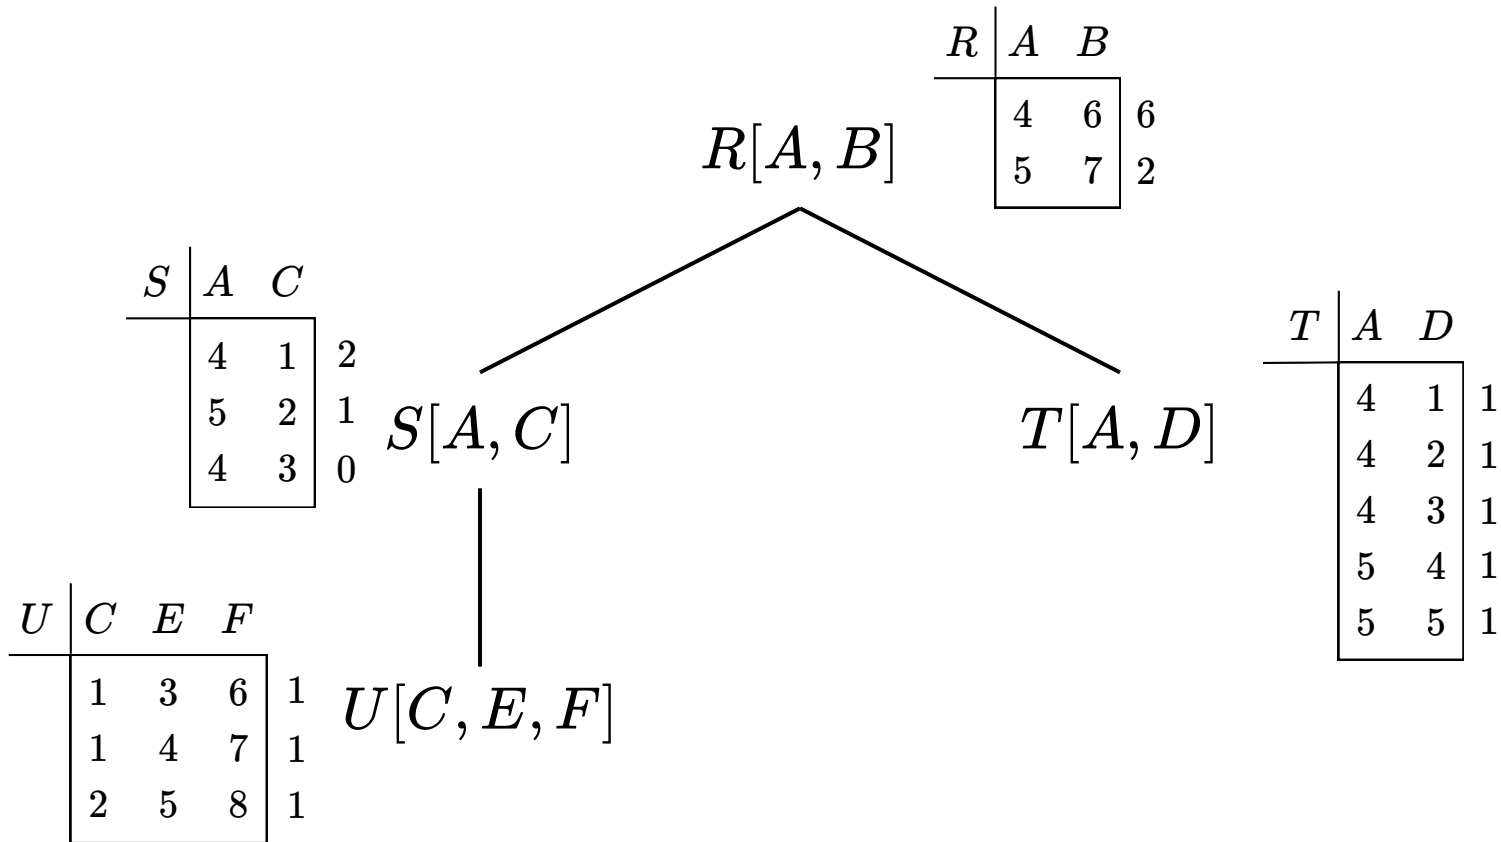 R A B
4 6 6
5 7 2
R[A, B]
S A C
4 1 2
5 2 1
4 3 0
S[A, C]
T[A, D]
T A D
4 1 1
4 2 1
4 3 1
5 4 1
5 5 1
U C E F
1 3 6 1
1 4 7 1
2 5 8 1
U[C, E, F]